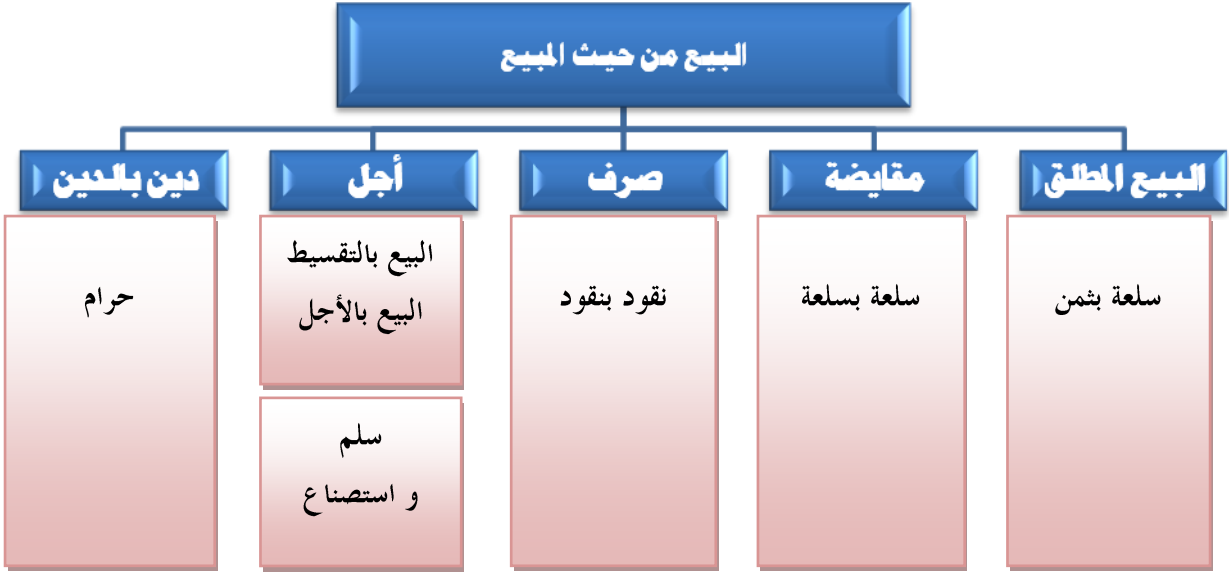 البيع من حيث المبيع
البيع المطلق
مقايضة
صرف
أجل
دين بالدين
سلعة بثمن
سلعة بسلعة
نقود بنقود
البيع بالتقسيط
البيع بالأجل
سلم
و استصناع
حرام